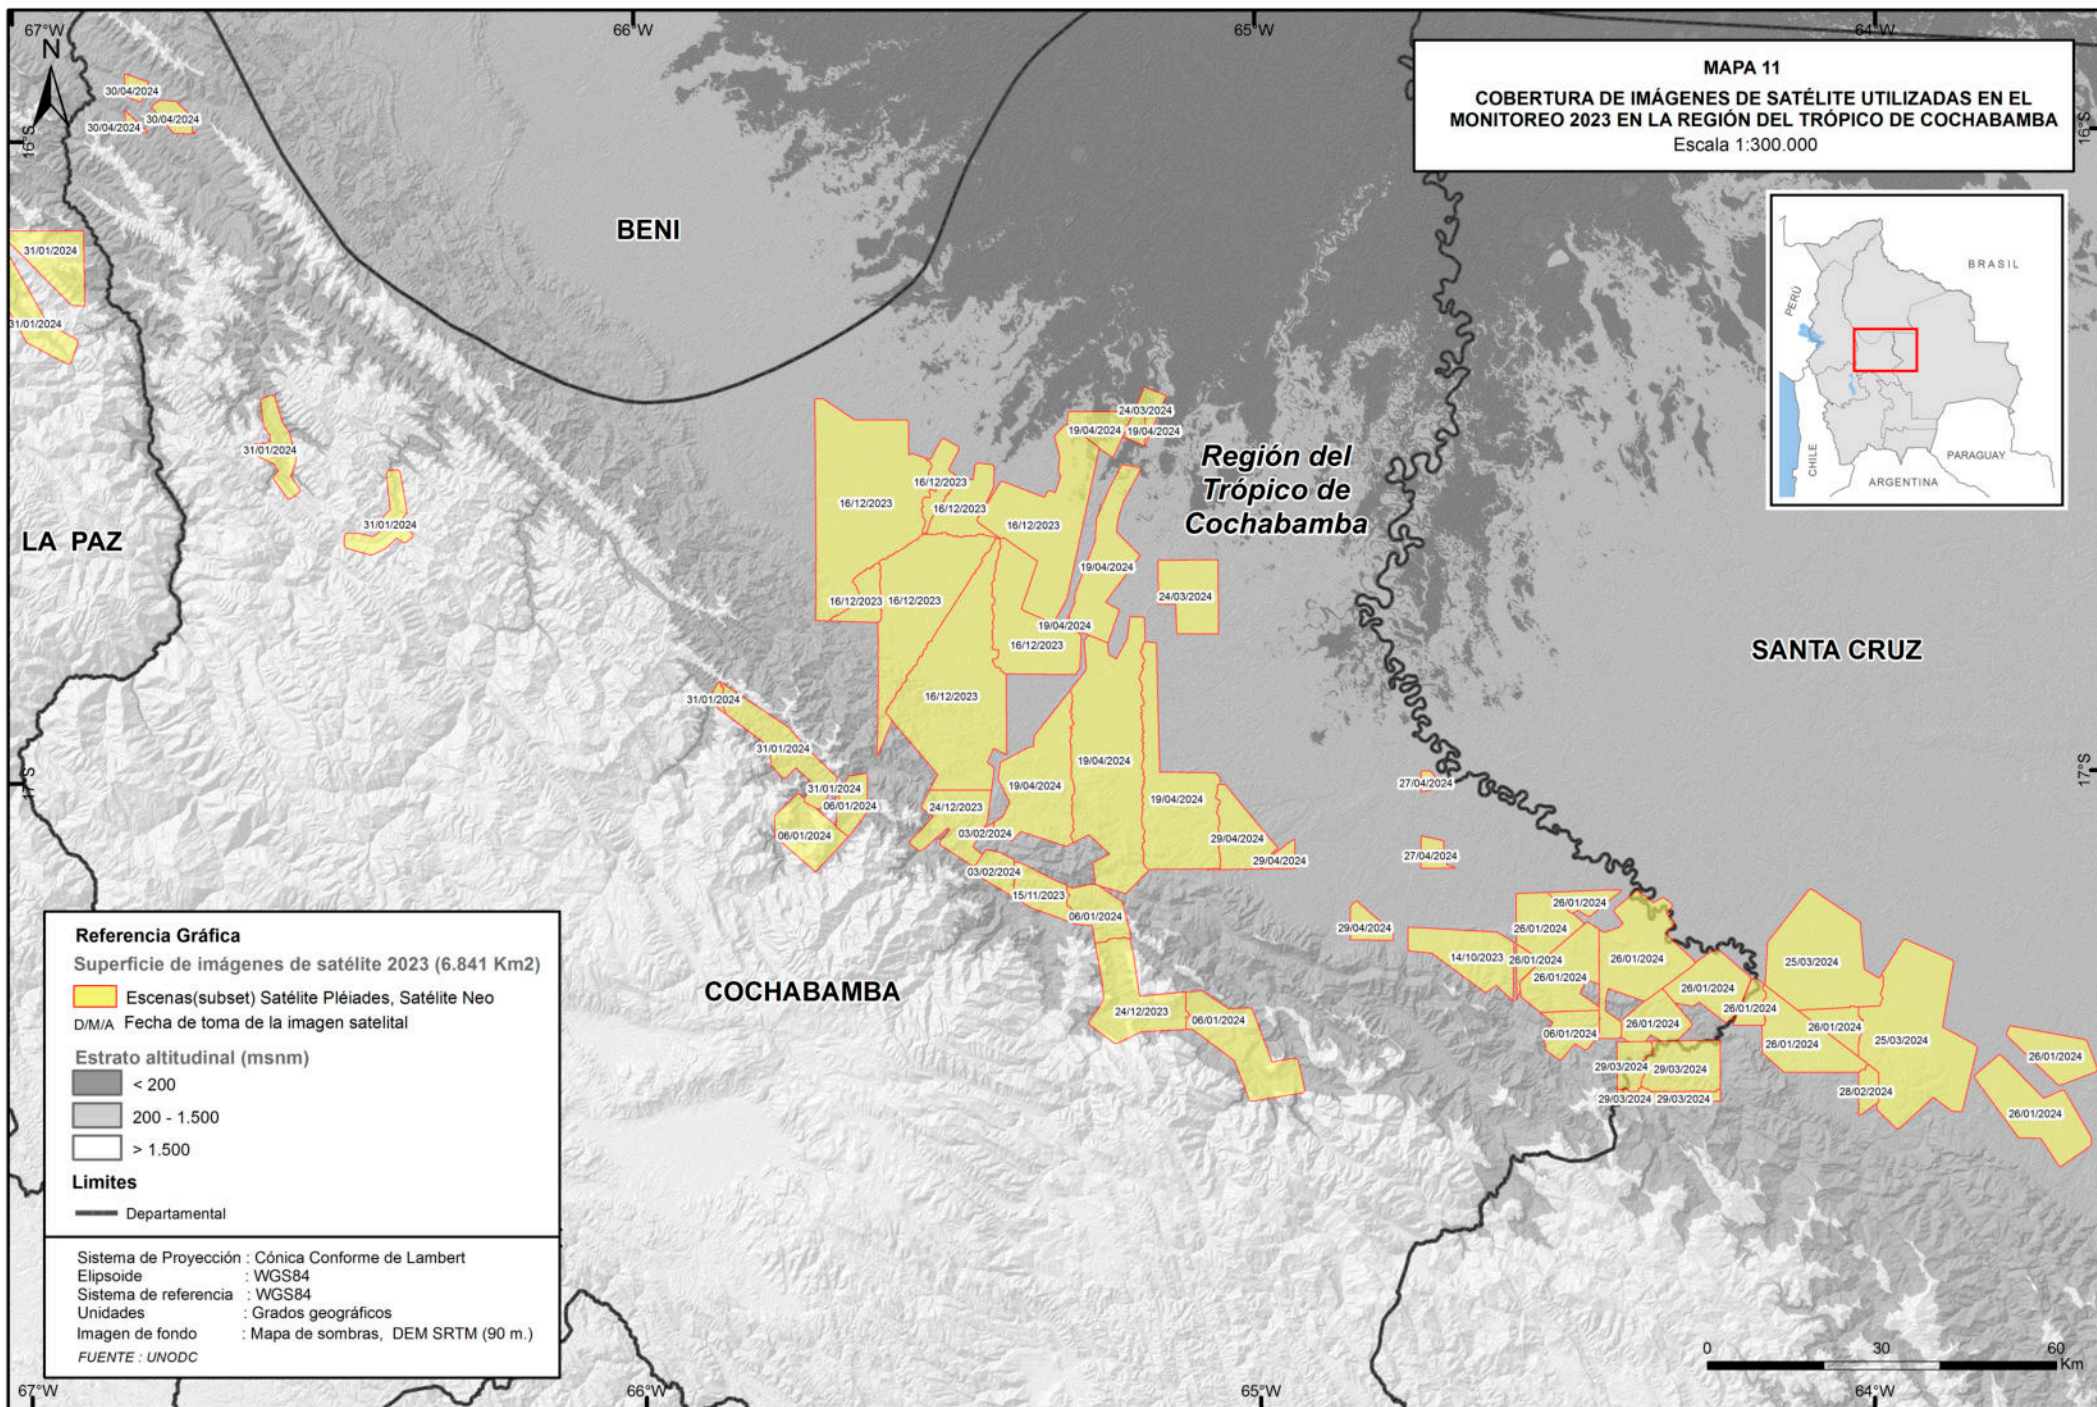 67°W
66°W
65°W
64°W
N
MAPA 11
COBERTURA DE IMÁGENES DE SATÉLITE UTILIZADAS EN EL
MONITOREO 2023 EN LA REGIÓN DEL TRÓPICO DE COCHABAMBA
Escala 1:300.000
16°S
16°S
30/04/2024
30/04/2024
30/04/2024
BENI
31/01/2024
31/01/2024
PERÚ
BRASIL
CHILE
PARAGUAY
ARGENTINA
24/03/2024
19/04/2024
19/04/2024
31/01/2024
Región del
Trópico de
Cochabamba
16/12/2023
16/12/2023
16/12/2023
16/12/2023
31/01/2024
LA PAZ
19/04/2024
24/03/2024
16/12/2023
16/12/2023
19/04/2024
16/12/2023
SANTA CRUZ
31/01/2024
16/12/2023
31/01/2024
19/04/2024
17°S
17°S
27/04/2024
31/01/2024
19/04/2024
19/04/2024
06/01/2024
24/12/2023
06/01/2024
03/02/2024
29/04/2024
29/04/2024
27/04/2024
03/02/2024
15/11/2023
06/01/2024
26/01/2024
29/04/2024
26/01/2024
14/10/2023
26/01/2024
26/01/2024
26/01/2024
25/03/2024
26/01/2024
COCHABAMBA
24/12/2023
06/01/2024
26/01/2024
26/01/2024
26/01/2024
06/01/2024
26/01/2024
25/03/2024
26/01/2024
29/03/2024
29/03/2024
29/03/2024
29/03/2024
28/02/2024
26/01/2024
Referencia Gráfica
Superficie de imágenes de satélite 2023 (6.841 Km2)
Escenas(subset) Satélite Pléiades, Satélite Neo
D/M/A Fecha de toma de la imagen satelital
Estrato altitudinal (msnm)
< 200
200 - 1.500
> 1.500
Limites
Departamental
Sistema de Proyección : Cónica Conforme de Lambert
Elipsoide : WGS84
Sistema de referencia : WGS84
Unidades : Grados geográficos
Imagen de fondo : Mapa de sombras, DEM SRTM (90 m.)
FUENTE : UNODC
0 30 60
Km
67°W
66°W
65°W
64°W